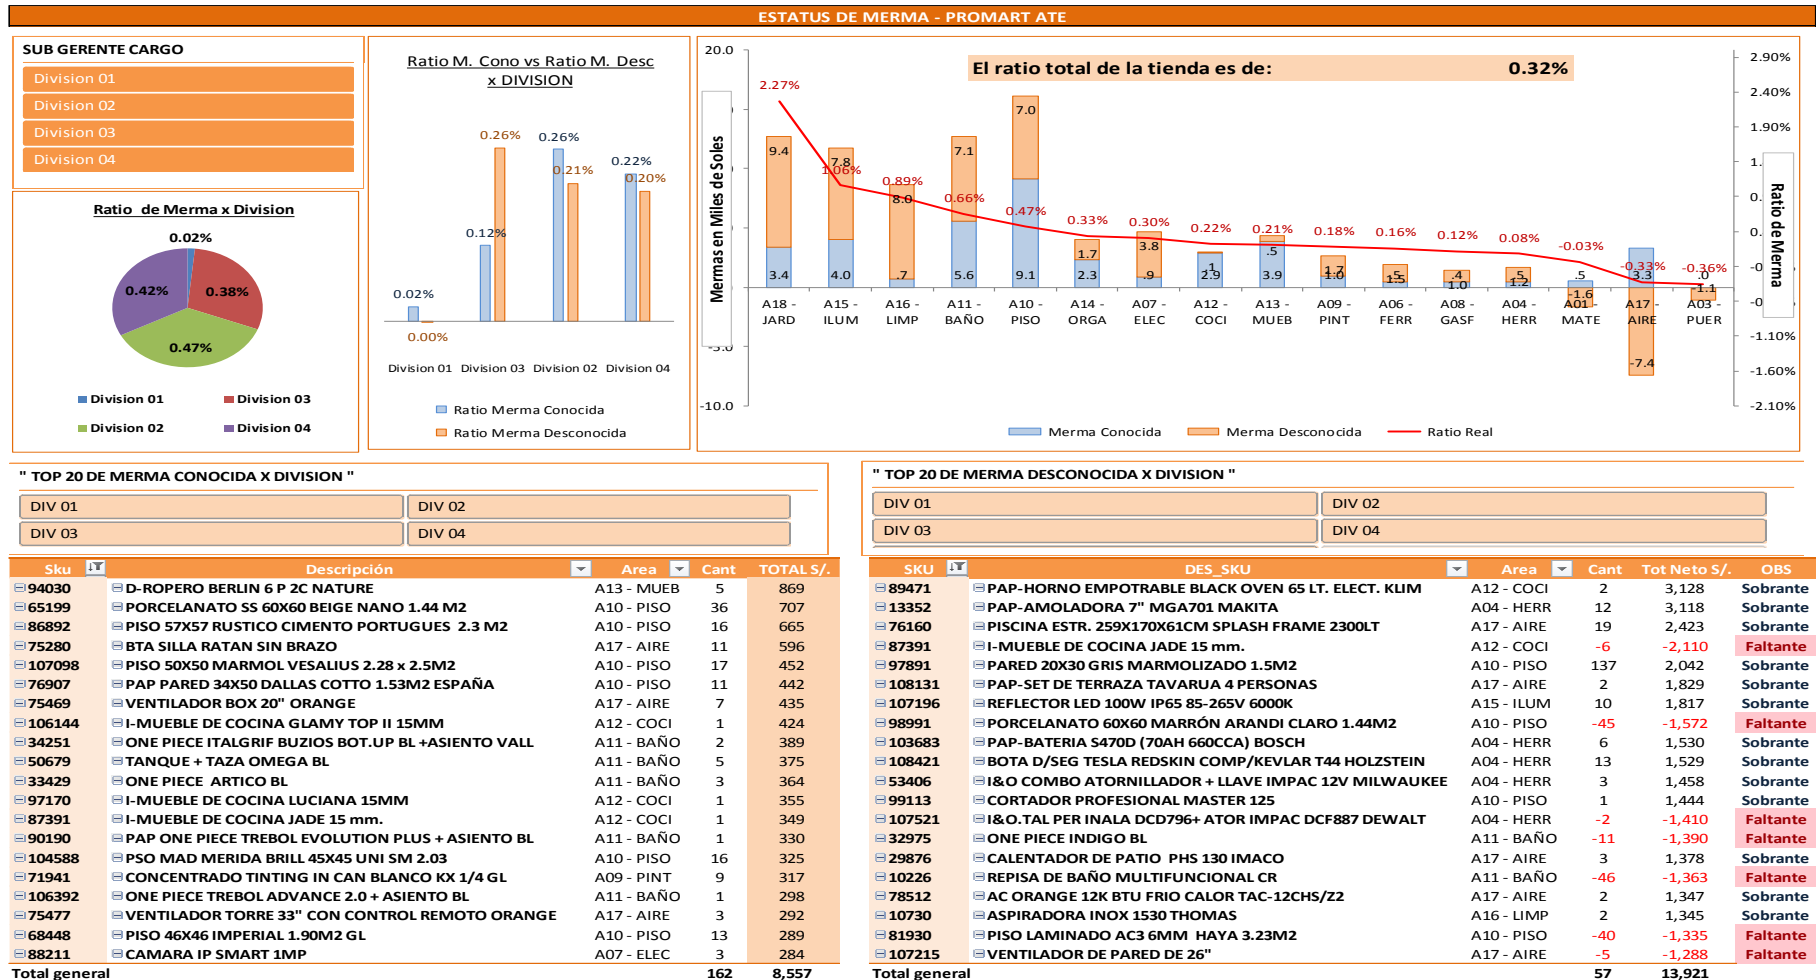 ESTATUS DE MERMA - PROMART ATE
SUB GERENTE CARGO
Division 01
Division 02
Division 03
Division 04
Ratio de Merma x Division
0.02%
0.38%
0.42%
0.47%
Division 01
Division 03
Division 02
Division 04
Ratio M. Cono vs Ratio M. Desc
x DIVISION
0.26%
0.26%
0.21%
0.22%
0.20%
0.12%
0.02%
0.00%
Division 01 Division 03 Division 02 Division 04
Ratio Merma Conocida
Ratio Merma Desconocida
El ratio total de la tienda es de: 0.32%
20.0
-5.0
-10.0
Mermas en Miles de Soles
2.90%
2.40%
1.90%
-1.10%
-1.60%
-2.10%
Ratio de Merma
2.27%
1.06%
0.89%
0.66%
0.47%
0.33%
0.30%
0.22%
0.21%
0.18%
0.16%
0.12%
0.08%
-0.03%
-0.33%
-0.36%
9.4
7.8
8.0
7.1
7.0
1.7
3.8
.1
.5
1.7
.5
.4
.5
-1.6
-7.4
-1.1
3.4
4.0
.7
5.6
9.1
2.3
.9
2.9
3.9
1.0
1.5
1.0
1.2
.5
3.3
.0
A18 - JARD
A15 - ILUM
A16 - LIMP
A11 - BAÑO
A10 - PISO
A14 - ORGA
A07 - ELEC
A12 - COCI
A13 - MUEB
A09 - PINT
A06 - FERR
A08 - GASF
A04 - HERR
A01 - MATE
A17 - AIRE
A03 - PUER
Merma Conocida
Merma Desconocida
Ratio Real
" TOP 20 DE MERMA CONOCIDA X DIVISION "
DIV 01 DIV 02
DIV 03 DIV 04
Sku Descripción Area Cant TOTAL S/.
94030 D-ROPERO BERLIN 6 P 2C NATURE A13 - MUEB 5 869
65199 PORCELANATO SS 60X60 BEIGE NANO 1.44 M2 A10 - PISO 36 707
86892 PISO 57X57 RUSTICO CIMENTO PORTUGUES 2.3 M2 A10 - PISO 16 665
75280 BTA SILLA RATAN SIN BRAZO A17 - AIRE 11 596
107098 PISO 50X50 MARMOL VESALIUS 2.28 x 2.5M2 A10 - PISO 17 452
76907 PAP PARED 34X50 DALLAS COTTO 1.53M2 ESPAÑA A10 - PISO 11 442
75469 VENTILADOR BOX 20" ORANGE A17 - AIRE 7 435
106144 I-MUEBLE DE COCINA GLAMY TOP II 15MM A12 - COCI 1 424
34251 ONE PIECE ITALGRIF BUZIOS BOT.UP BL +ASIENTO VALL A11 - BAÑO 2 389
50679 TANQUE + TAZA OMEGA BL A11 - BAÑO 5 375
33429 ONE PIECE ARTICO BL A11 - BAÑO 3 364
97170 I-MUEBLE DE COCINA LUCIANA 15MM A12 - COCI 1 355
87391 I-MUEBLE DE COCINA JADE 15 mm. A12 - COCI 1 349
90190 PAP ONE PIECE TREBOL EVOLUTION PLUS + ASIENTO BL A11 - BAÑO 1 330
104588 PSO MAD MERIDA BRILL 45X45 UNI SM 2.03 A10 - PISO 16 325
71941 CONCENTRADO TINTING IN CAN BLANCO KX 1/4 GL A09 - PINT 9 317
106392 ONE PIECE TREBOL ADVANCE 2.0 + ASIENTO BL A11 - BAÑO 1 298
75477 VENTILADOR TORRE 33" CON CONTROL REMOTO ORANGE A17 - AIRE 3 292
68448 PISO 46X46 IMPERIAL 1.90M2 GL A10 - PISO 13 289
88211 CAMARA IP SMART 1MP A07 - ELEC 3 284
Total general 162 8,557
" TOP 20 DE MERMA DESCONOCIDA X DIVISION "
DIV 01 DIV 02
DIV 03 DIV 04
SKU DES_SKU Area Cant Tot Neto S/. OBS
89471 PAP-HORNO EMPOTRABLE BLACK OVEN 65 LT. ELECT. KLIM A12 - COCI 2 3,128 Sobrante
13352 PAP-AMOLADORA 7" MGA701 MAKITA A04 - HERR 12 3,118 Sobrante
76160 PISCINA ESTR. 259X170X61CM SPLASH FRAME 2300LT A17 - AIRE 19 2,423 Sobrante
87391 I-MUEBLE DE COCINA JADE 15 mm. A12 - COCI -6 -2,110 Faltante
97891 PARED 20X30 GRIS MARMOLIZADO 1.5M2 A10 - PISO 137 2,042 Sobrante
108131 PAP-SET DE TERRAZA TAVARUA 4 PERSONAS A17 - AIRE 2 1,829 Sobrante
107196 REFLECTOR LED 100W IP65 85-265V 6000K A15 - ILUM 10 1,817 Sobrante
98991 PORCELANATO 60X60 MARRÓN ARANDI CLARO 1.44M2 A10 - PISO -45 -1,572 Faltante
103683 PAP-BATERIA S470D (70AH 660CCA) BOSCH A04 - HERR 6 1,530 Sobrante
108421 BOTA D/SEG TESLA REDSKIN COMP/KEVLAR T44 HOLZSTEIN A04 - HERR 13 1,529 Sobrante
53406 I&O COMBO ATORNILLADOR + LLAVE IMPAC 12V MILWAUKEE A04 - HERR 3 1,458 Sobrante
99113 CORTADOR PROFESIONAL MASTER 125 A10 - PISO 1 1,444 Sobrante
107521 I&O.TAL PER INALA DCD796+ ATOR IMPAC DCF887 DEWALT A04 - HERR -2 -1,410 Faltante
32975 ONE PIECE INDIGO BL A11 - BAÑO -11 -1,390 Faltante
29876 CALENTADOR DE PATIO PHS 130 IMACO A17 - AIRE 3 1,378 Sobrante
10226 REPISA DE BAÑO MULTIFUNCIONAL CR A11 - BAÑO -46 -1,363 Faltante
78512 AC ORANGE 12K BTU FRIO CALOR TAC-12CHS/Z2 A17 - AIRE 2 1,347 Sobrante
10730 ASPIRADORA INOX 1530 THOMAS A16 - LIMP 2 1,345 Sobrante
81930 PISO LAMINADO AC3 6MM HAYA 3.23M2 A10 - PISO -40 -1,335 Faltante
107215 VENTILADOR DE PARED DE 26" A17 - AIRE -5 -1,288 Faltante
Total general 57 13,921